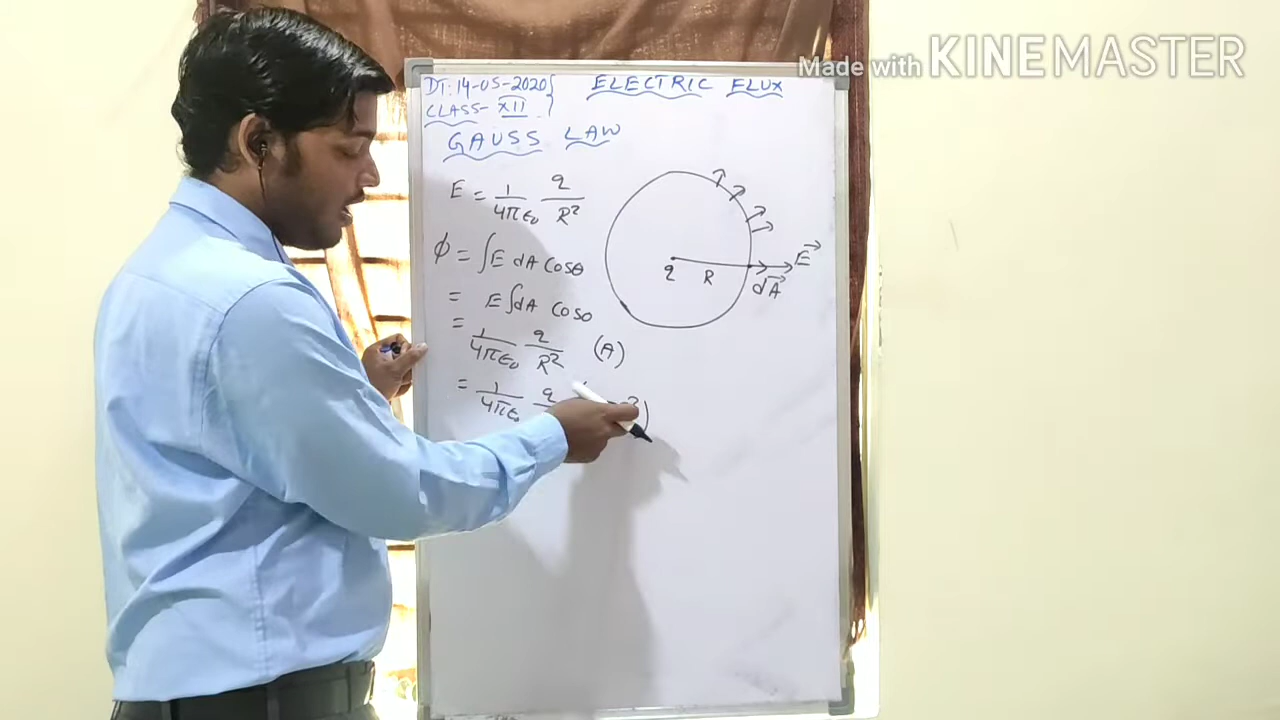 Made with KINEMASTER
DT: 14-05-2020
ELECTRIC FLUX
CLASS- XII
GAUSS LAW
E = 1/4πε₀ q/R²
ϕ = ∫E dA Cosθ
= E∫dA Cos0
= 1/4πε₀ q/R² (A)
= 1/4πε₀ q
q R
E⃗
dA⃗